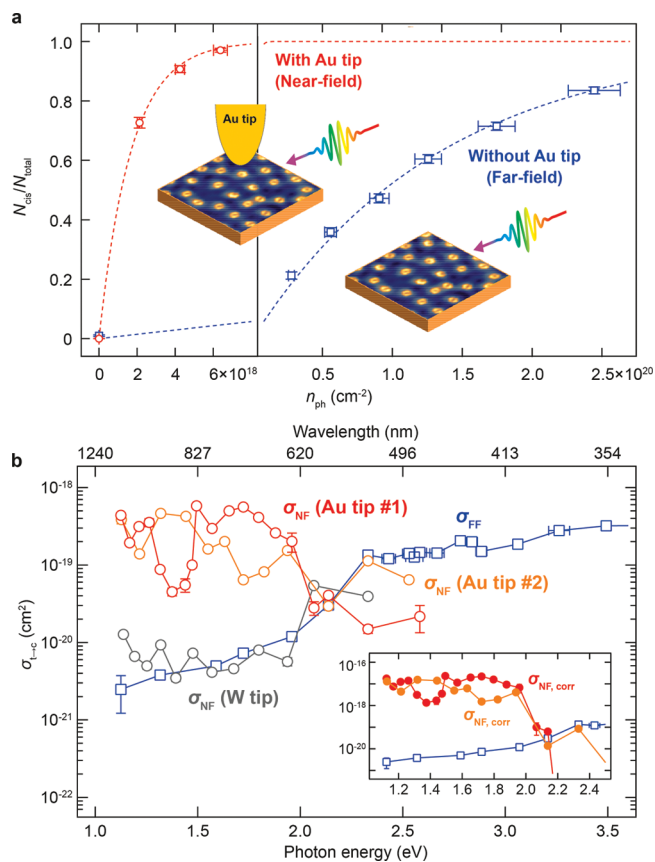 a
1.0
0.8
0.6
0.4
0.2
0
N_cis/N_total
With Au tip
(Near-field)
Au tip
Without Au tip
(Far-field)
0 2 4 6×10^18 0.5 1.0 1.5 2.0 2.5×10^20
n_ph (cm^-2)
Wavelength (nm)
b
1240 827 620 496 413 354
10^-18
10^-19
10^-20
10^-21
10^-22
σ_t→c (cm^2)
σ_NF (Au tip #1)
σ_FF
σ_NF (Au tip #2)
σ_NF (W tip)
10^-16
10^-18
10^-20
σ_NF, corr
σ_NF, corr
1.2 1.4 1.6 1.8 2.0 2.2 2.4
1.0 1.5 2.0 2.5 3.0 3.5
Photon energy (eV)